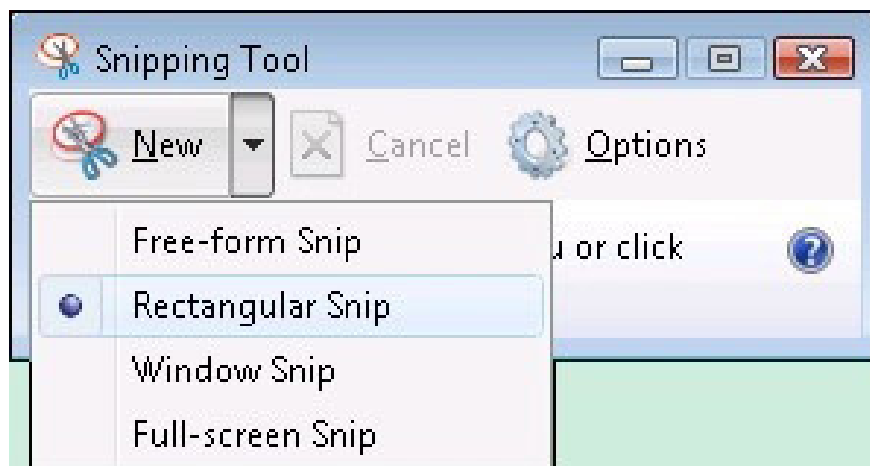 Snipping Tool
New Cancel Options
Free-form Snip
or click
Rectangular Snip
Window Snip
Full-screen Snip